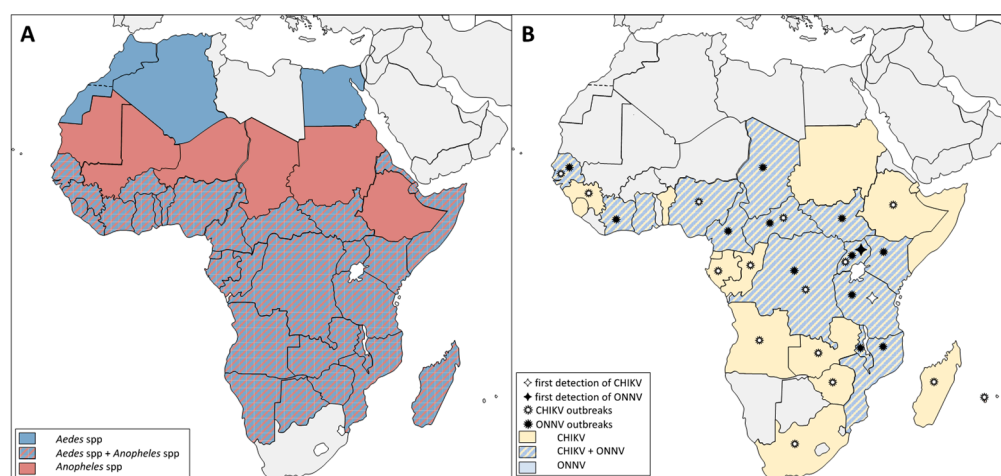 A
Aedes spp
Aedes spp + Anopheles spp
Anopheles spp
B
first detection of CHIKV
first detection of ONNV
CHIKV outbreaks
ONNV outbreaks
CHIKV
CHIKV + ONNV
ONNV